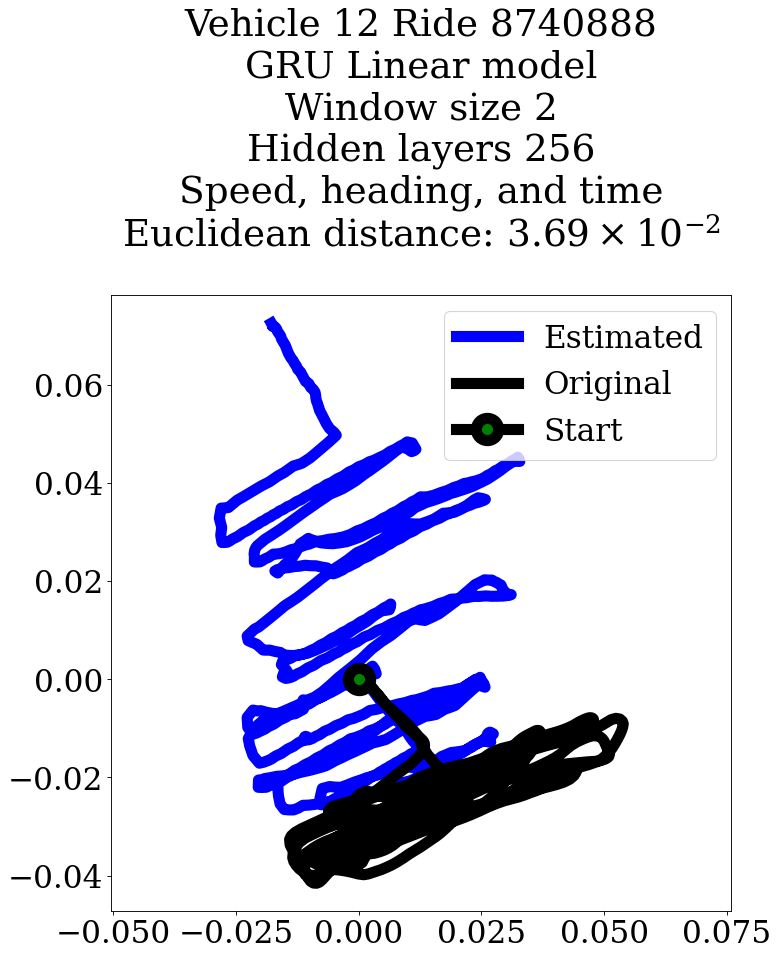 Vehicle 12 Ride 8740888
GRU Linear model
Window size 2
Hidden layers 256
Speed, heading, and time
Euclidean distance: 3.69 × 10⁻²
Estimated
Original
Start
0.06
0.04
0.02
0.00
−0.02
−0.04
−0.050 −0.025 0.000 0.025 0.050 0.075